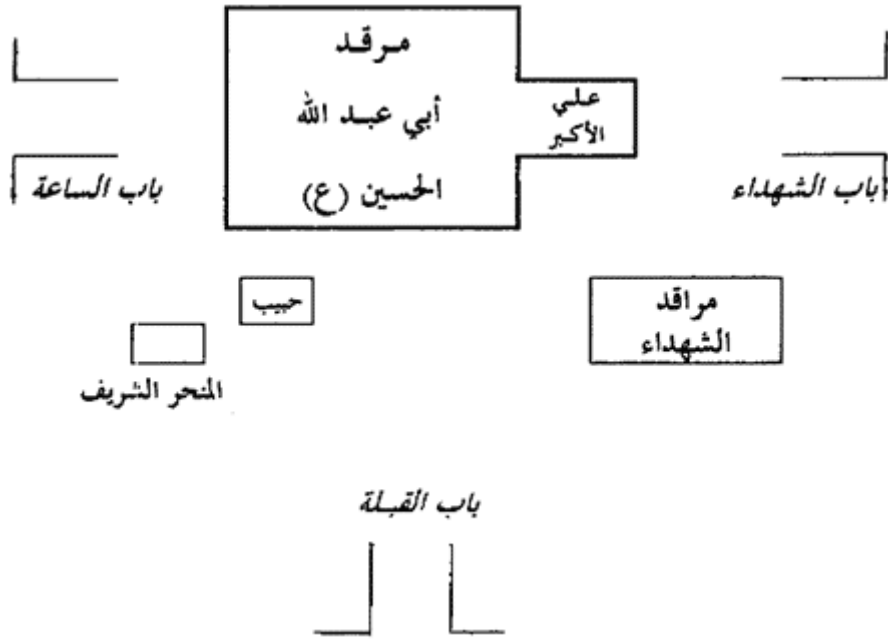 مرقد
أبي عبد الله
الحسين (ع)
علي
الأكبر
باب الشهداء
باب الساعة
حبيب
مراقد
الشهداء
المنحر الشريف
باب القبلة